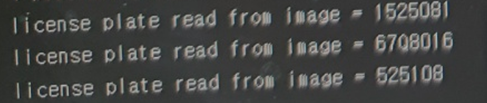 license plate read from image = 1525081
license plate read from image = 6708016
license plate read from image = 525108